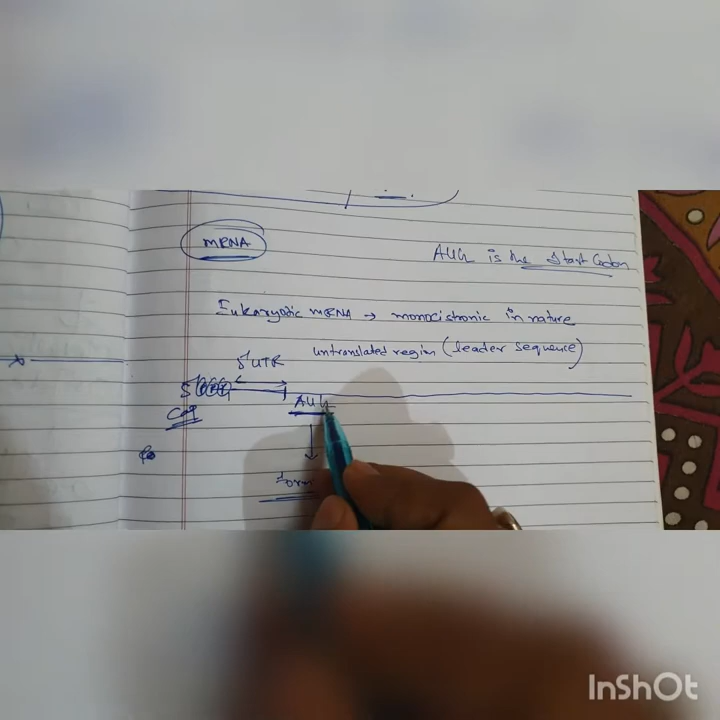 mRNA
AUG is the start codon
Eukaryotic mRNA → monocistronic in nature
5' UTR untranslated region (leader sequence)
5'
AUG
Cap
InShOt